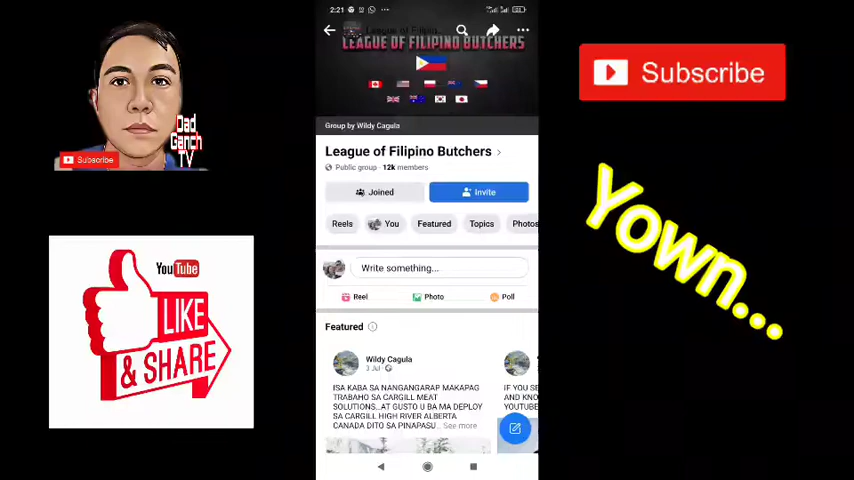 Dad
Ganch
TV
Subscribe
YouTube
LIKE
& SHARE
2:21
League of Filipino...
LEAGUE OF FILIPINO BUTCHERS
Group by Wildy Cagula
League of Filipino Butchers
Public group · 12k members
Joined
Invite
Reels
You
Featured
Topics
Photos
Write something...
Reel
Photo
Poll
Featured
Wildy Cagula
3 Jul
ISA KABA SA NANGANGARAP MAKAPAG
TRABAHO SA CARGILL MEAT
SOLUTIONS...AT GUSTO U BA MA DEPLOY
SA CARGILL HIGH RIVER ALBERTA
CANADA DITO SA PINAPASU... See more
IF YOU SE
AND KNO
YOUTUBE
Subscribe
Yown...